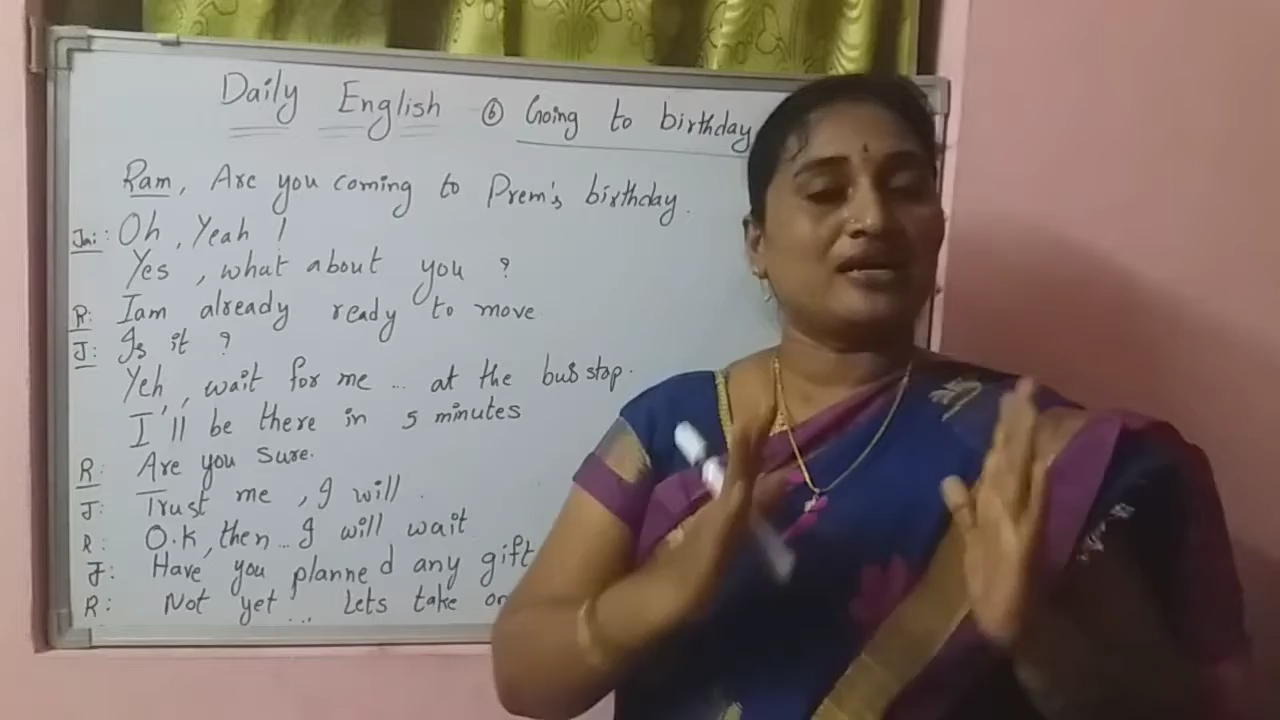 Daily English ⑥ Going to birthday
Ram, Are you coming to Prem's birthday.
Jai: Oh, Yeah !
Yes, what about you ?
R: Iam already ready to move
J: Is it ?
Yeh, wait for me ... at the bus stop.
I'll be there in 5 minutes
R: Are you sure.
J: Trust me, I will.
R: O.K, then... I will wait
J: Have you planned any gift
R: Not yet ... Lets take